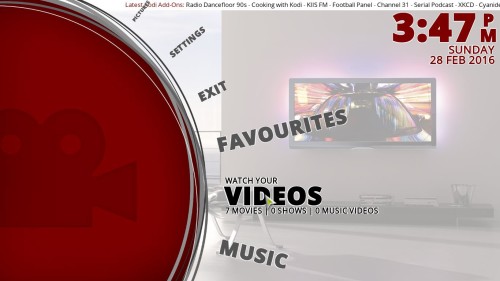 Latest Kodi Add-Ons: Radio Dancefloor 90s - Cooking with Kodi - KIIS FM - Football Panel - Channel 31 - Serial Podcast - XKCD - Cyanide
PICTURES
3:47 PM
SUNDAY
28 FEB 2016
SETTINGS
EXIT
FAVOURITES
WATCH YOUR
VIDEOS
7 MOVIES | 0 SHOWS | 0 MUSIC VIDEOS
MUSIC